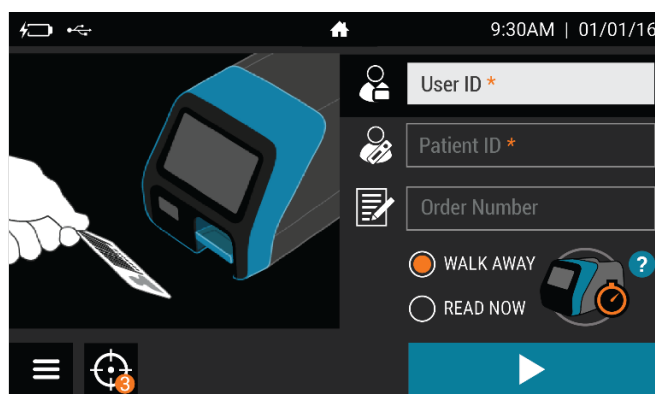 9:30AM | 01/01/16
User ID *
Patient ID *
Order Number
WALK AWAY
?
READ NOW
3